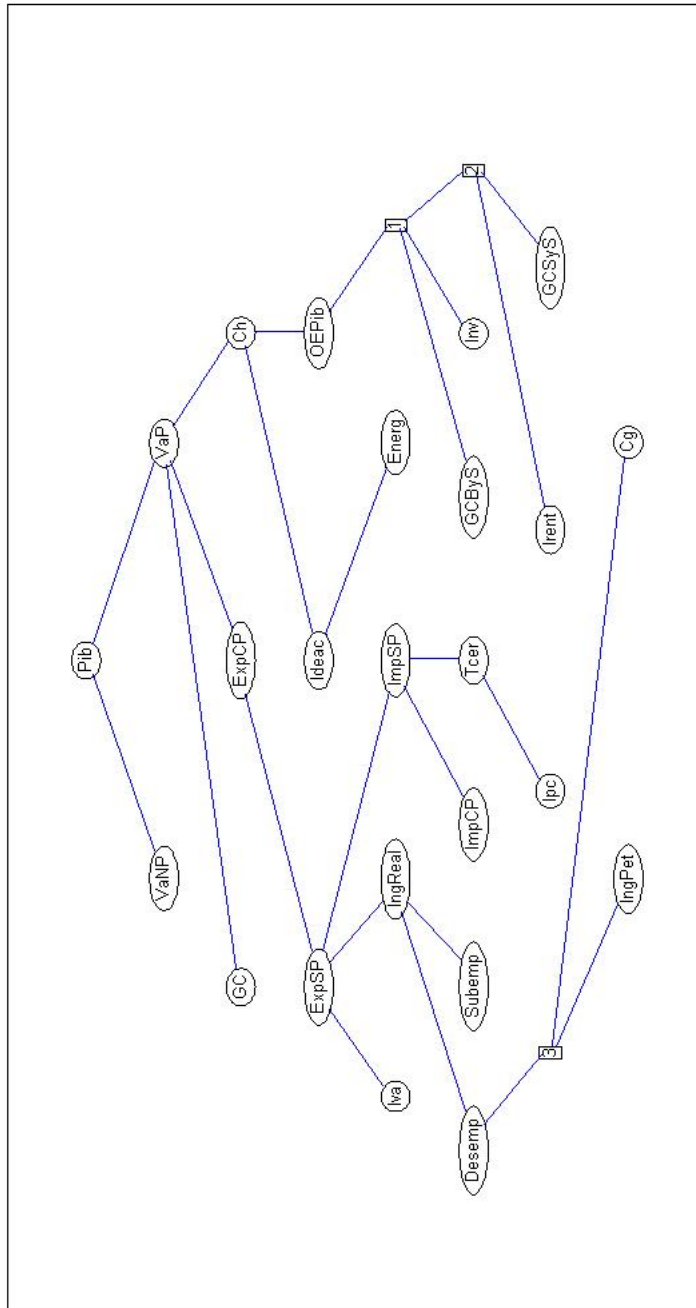 Pib
VaNP
VaP
GC
ExpCP
Ch
ExpSP
Ideac
OEPib
Iva
IngReal
ImpSP
Energ
1
Desemp
Subemp
ImpCP
Tcer
GCByS
Inv
2
3
Ipc
Irent
GCSyS
IngPet
Cg